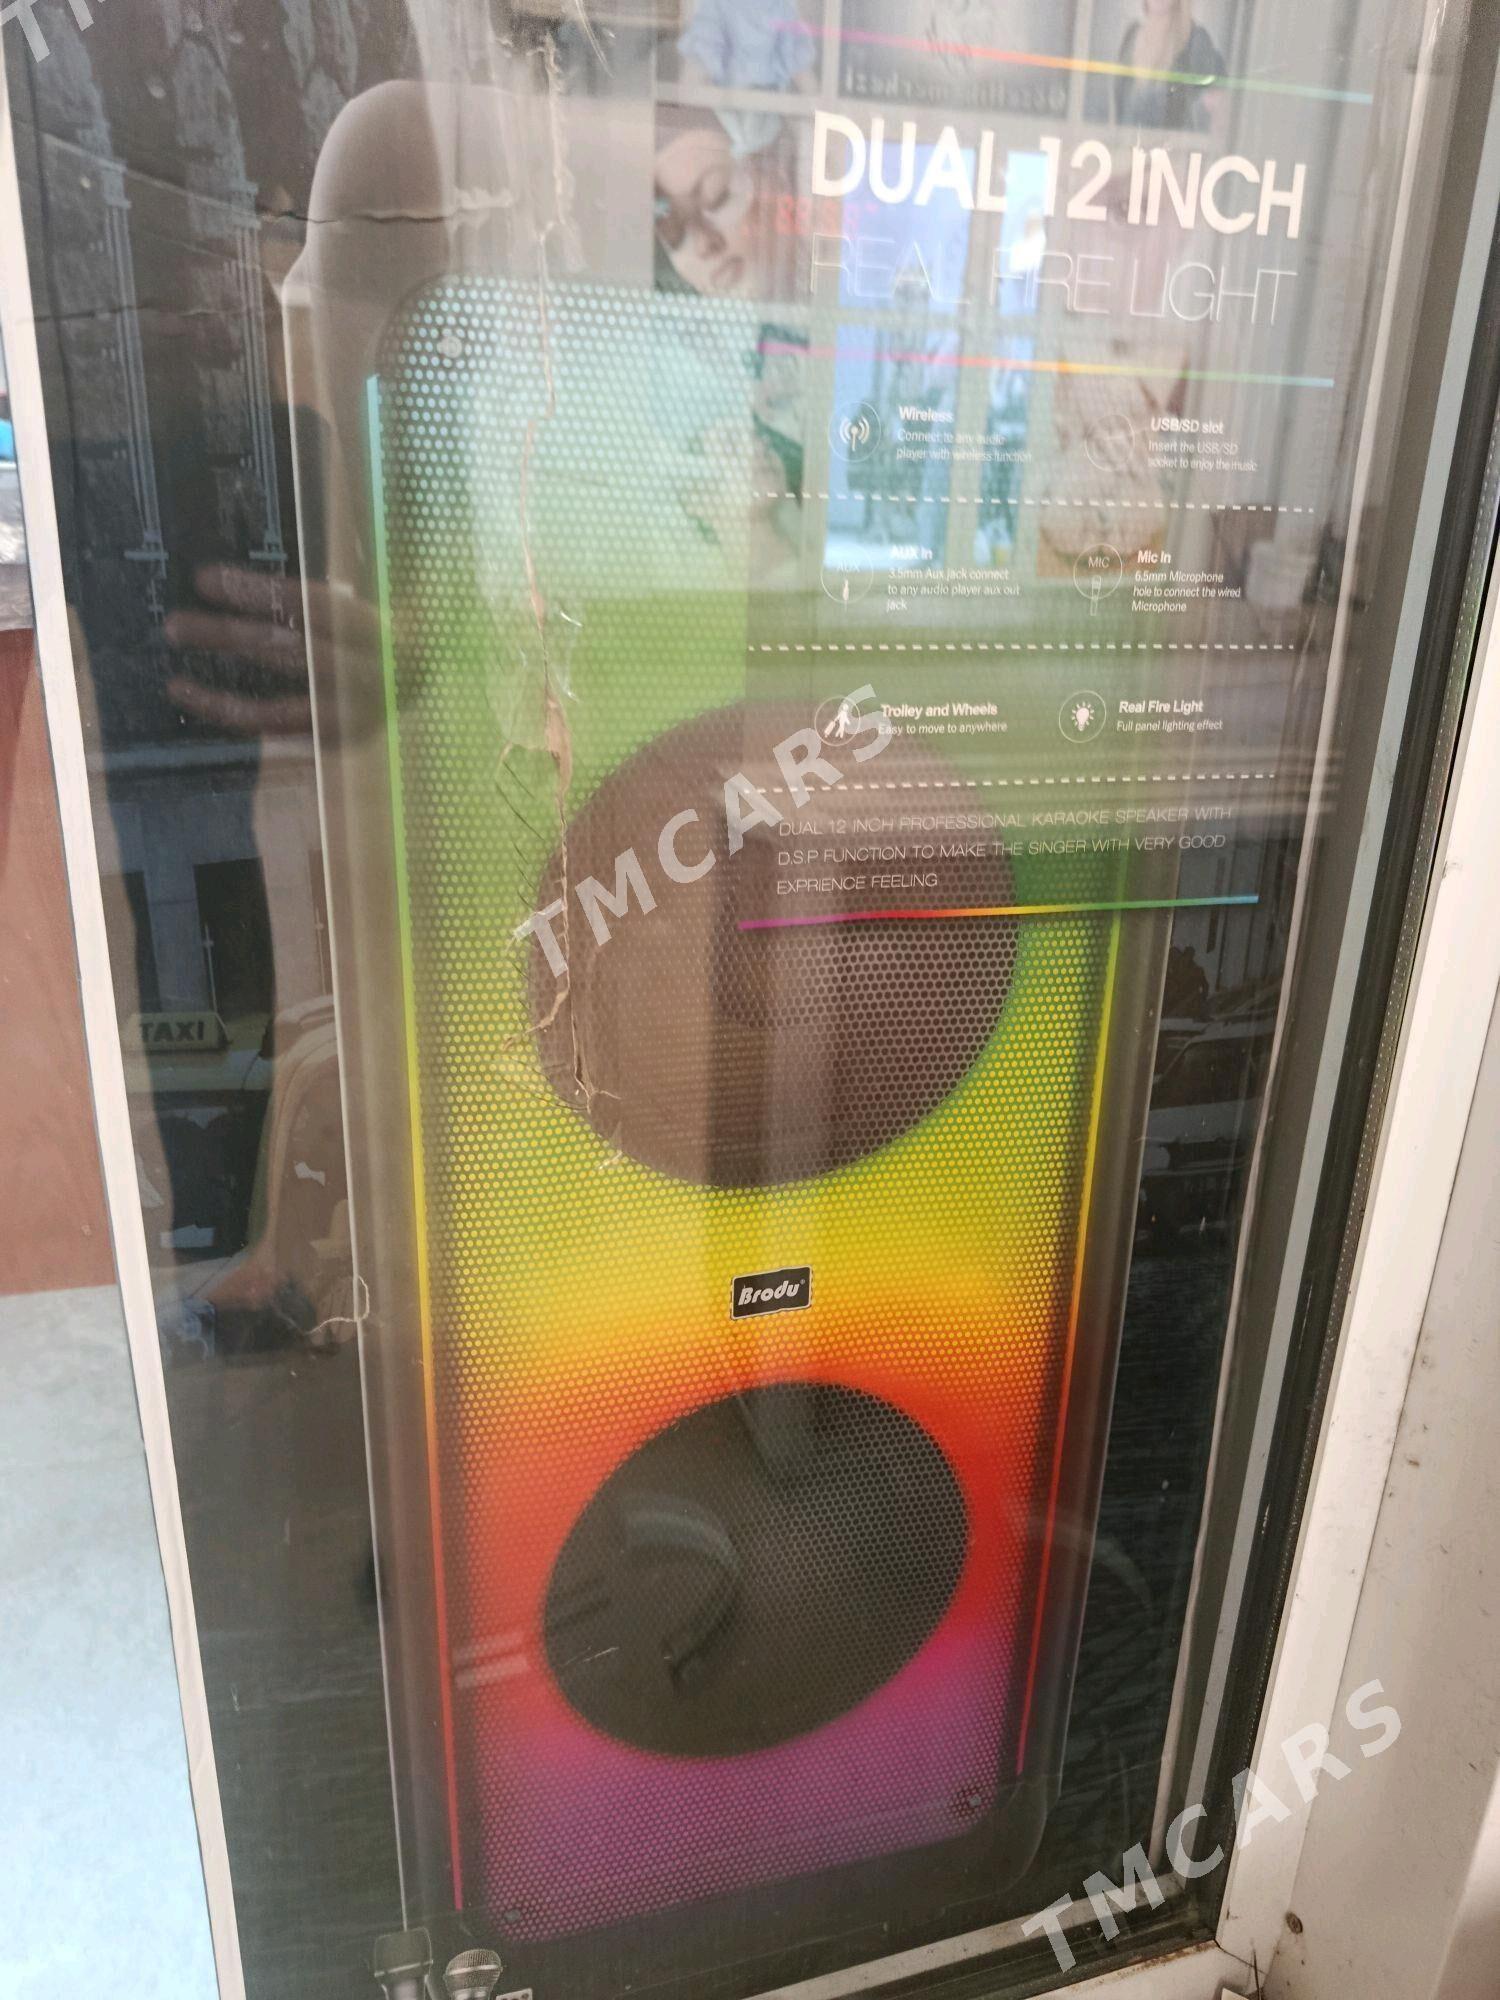 DUAL 12 INCH
REAL FIRE LIGHT
Wireless
Connect to any audio
player with wireless function
USB/SD slot
Insert the USB/SD
socket to enjoy the music
AUX
AUX In
3.5mm Aux jack connect
to any audio player aux out
jack
MIC
Mic In
6.5mm Microphone
hole to connect the wired
Microphone
Trolley and Wheels
Easy to move to anywhere
Real Fire Light
Full panel lighting effect
DUAL 12 INCH PROFESSIONAL KARAOKE SPEAKER WITH
D.S.P FUNCTION TO MAKE THE SINGER WITH VERY GOOD
EXPRIENCE FEELING
TAXI
Brodu
TMCARS
TMCARS